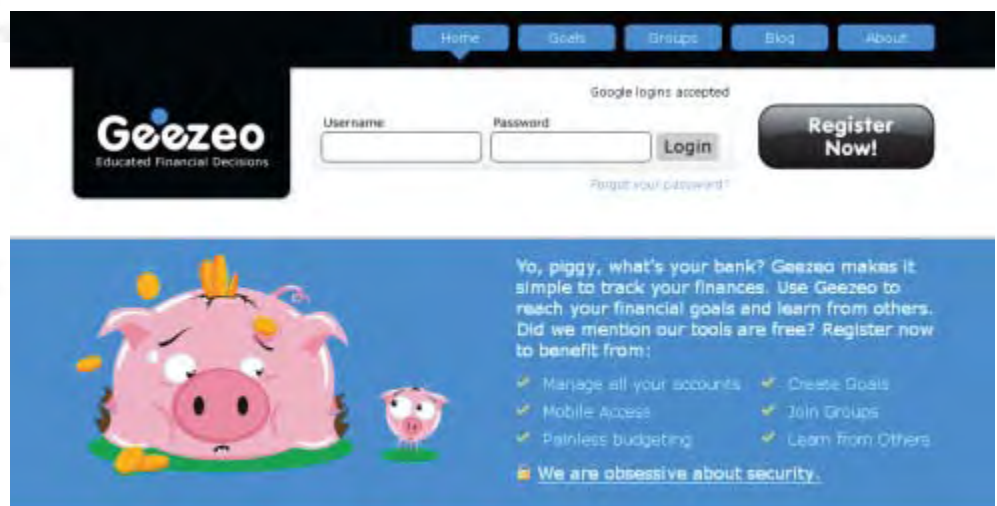 Home Goals Groups Blog About
Google logins accepted
Username Password
Login
Register
Now!
Forgot your password?
Geezeo
Educated Financial Decisions
Yo, piggy, what's your bank? Geezeo makes it
simple to track your finances. Use Geezeo to
reach your financial goals and learn from others.
Did we mention our tools are free? Register now
to benefit from:
Manage all your accounts Create Goals
Mobile Access Join Groups
Painless budgeting Learn from Others
We are obsessive about security.